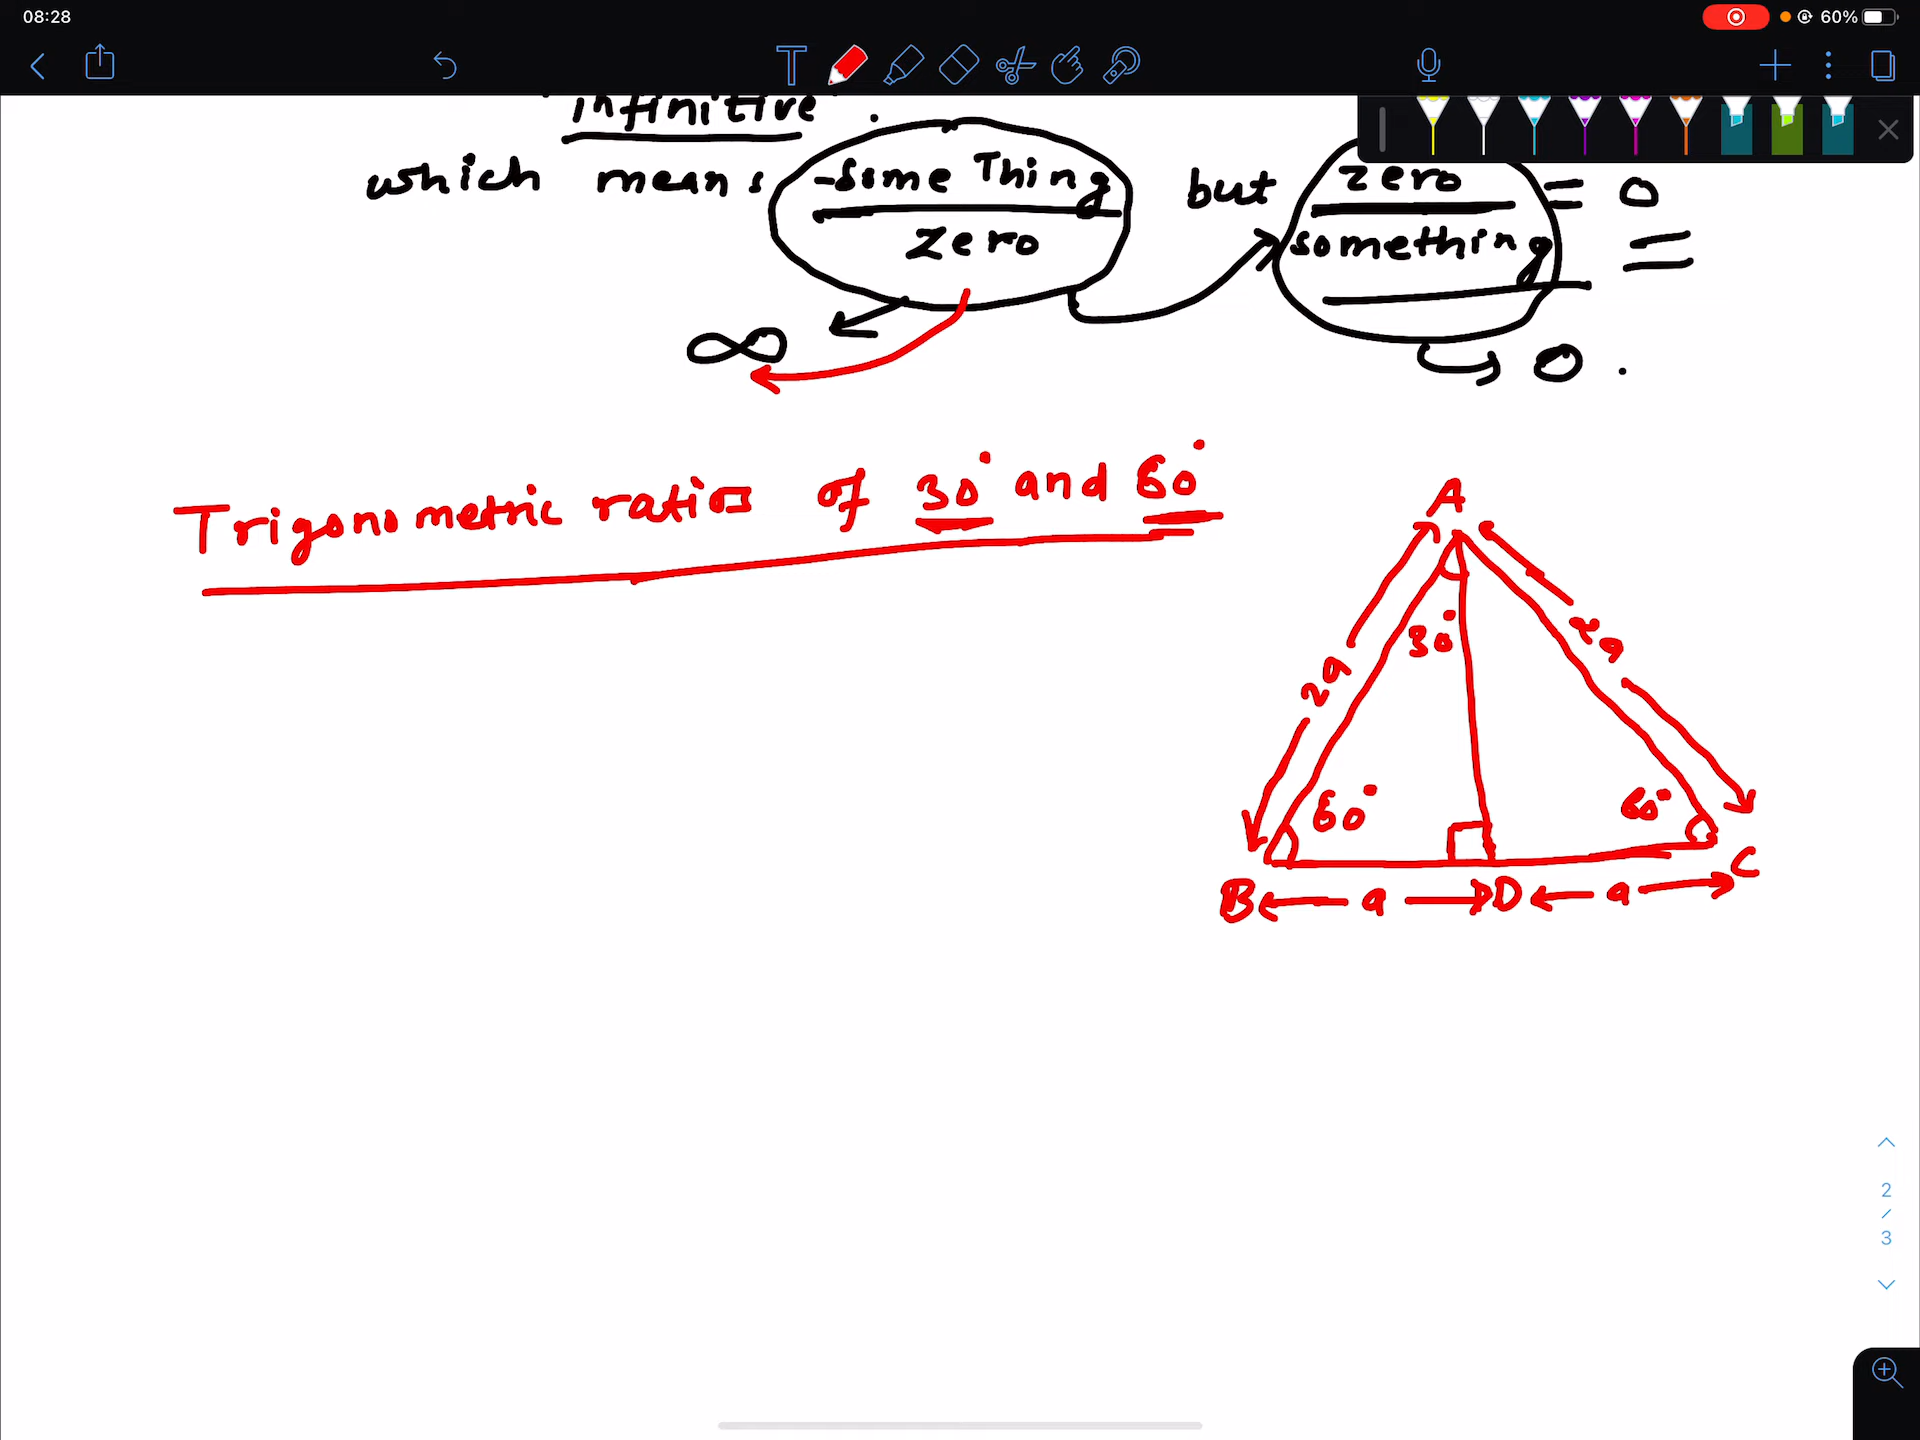 08:28
60%
"infinitive".
which means -Some Thing but zero = 0
Zero something =
∞
0 .
Trigonometric ratios of 30° and 60°
A
30°
2a
2a
60°
60°
B a D a C
2
/
3